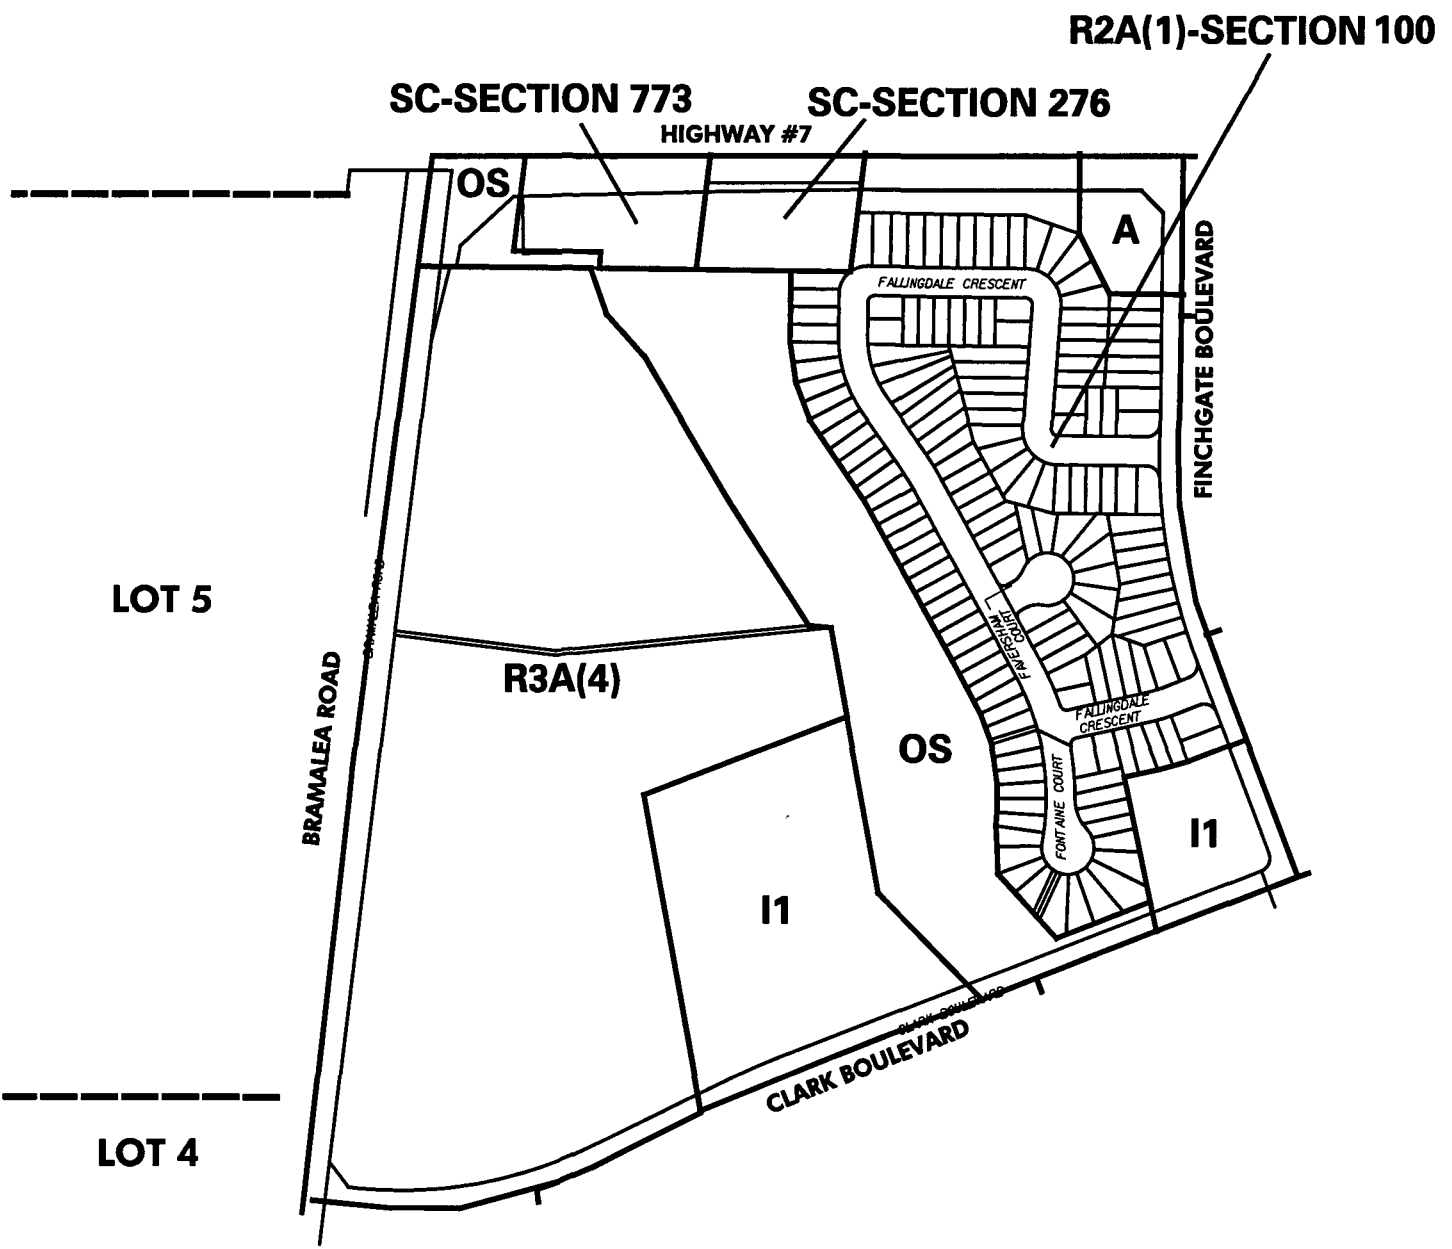 R2A(1)-SECTION 100
SC-SECTION 773
SC-SECTION 276
HIGHWAY #7
OS
A
FINCHGATE BOULEVARD
FALLINGDALE CRESCENT
LOT 5
BRAMALEA ROAD
BRAMALEA ROAD
R3A(4)
FAVERSHAM
COURT
FALLINGDALE
CRESCENT
OS
FONTAINE COURT
I1
I1
CLARK BOULEVARD
CLARK BOULEVARD
LOT 4